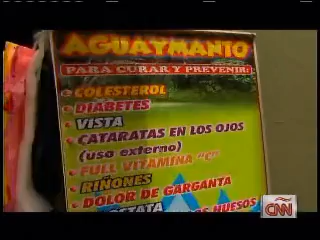 AGUAYMANTO
PARA CURAR Y PREVENIR:
COLESTEROL
DIABETES
VISTA
CATARATAS EN LOS OJOS
(uso externo)
FULL VITAMINA "C"
RIÑONES
DOLOR DE GARGANTA
HUESOS
CNN